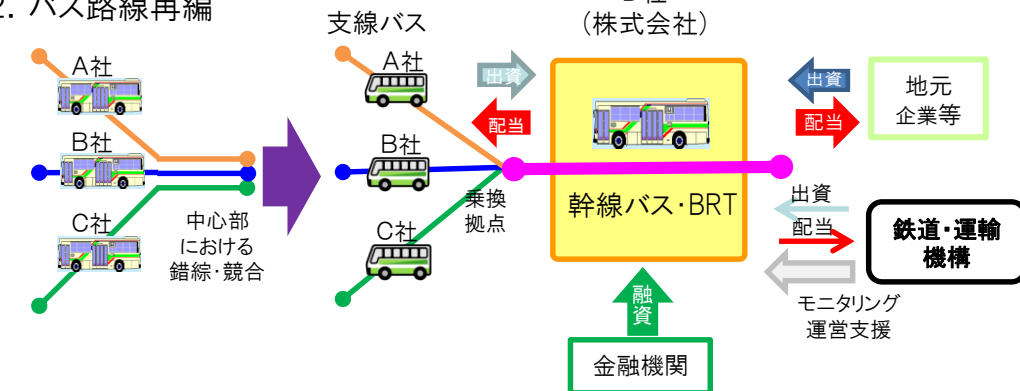 2. バス路線再編
A社
B社
C社
中心部
における
錯綜・競合
支線バス
A社
B社
C社
乗換
拠点
(株式会社)
出資
配当
幹線バス・BRT
融資
金融機関
出資
配当
地元
企業等
出資
配当
鉄道・運輸
機構
モニタリング
運営支援